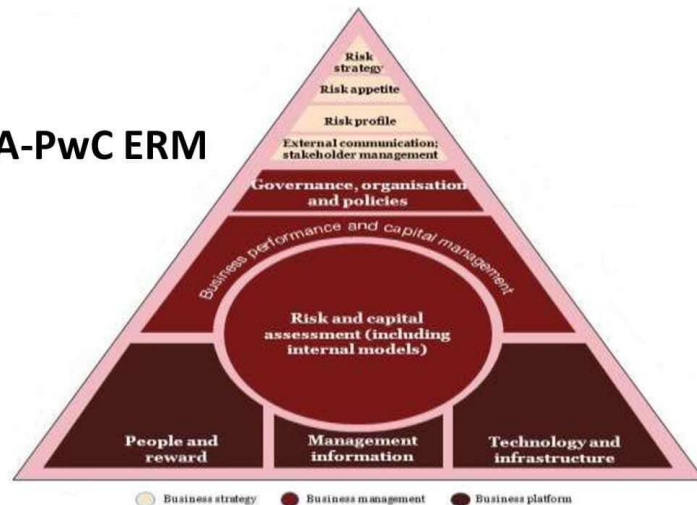 Risk
strategy
Risk appetite
Risk profile
External communication;
stakeholder management
A-PwC ERM
Governance, organisation
and policies
Business performance and capital management
Risk and capital
assessment (including
internal models)
People and
reward
Management
information
Technology and
infrastructure
Business strategy
Business management
Business platform